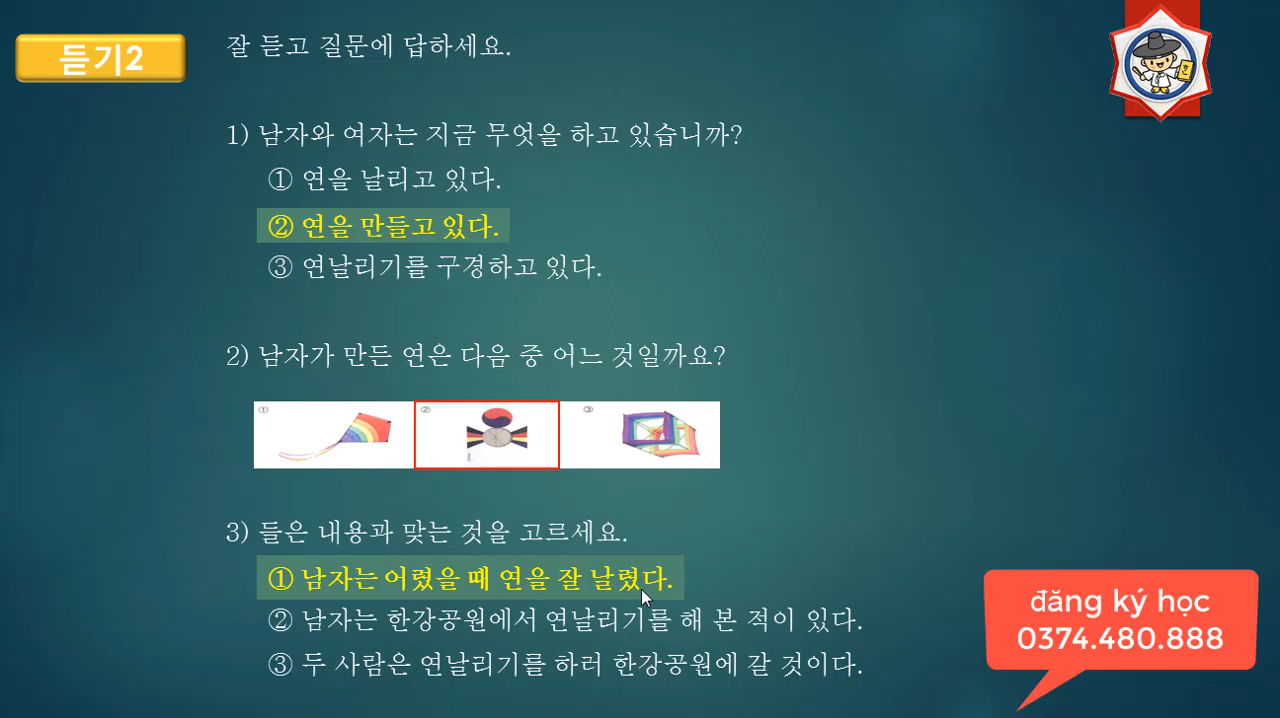 듣기2
잘 듣고 질문에 답하세요.
1) 남자와 여자는 지금 무엇을 하고 있습니까?
① 연을 날리고 있다.
② 연을 만들고 있다.
③ 연날리기를 구경하고 있다.
2) 남자가 만든 연은 다음 중 어느 것일까요?
① ② ③
3) 들은 내용과 맞는 것을 고르세요.
① 남자는 어렸을 때 연을 잘 날렸다.
② 남자는 한강공원에서 연날리기를 해 본 적이 있다.
③ 두 사람은 연날리기를 하러 한강공원에 갈 것이다.
đăng ký học
0374.480.888